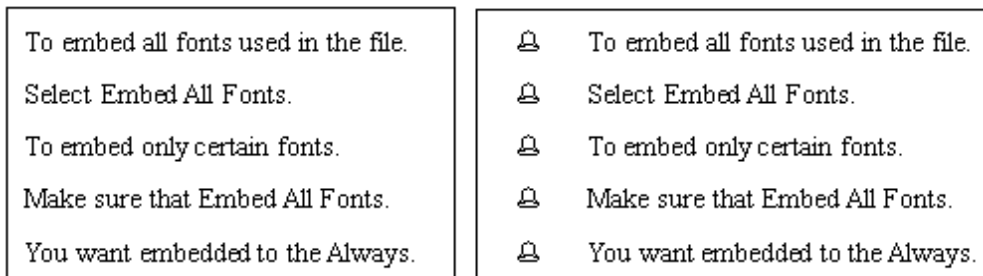 To embed all fonts used in the file.
Select Embed All Fonts.
To embed only certain fonts.
Make sure that Embed All Fonts.
You want embedded to the Always.
To embed all fonts used in the file.
Select Embed All Fonts.
To embed only certain fonts.
Make sure that Embed All Fonts.
You want embedded to the Always.